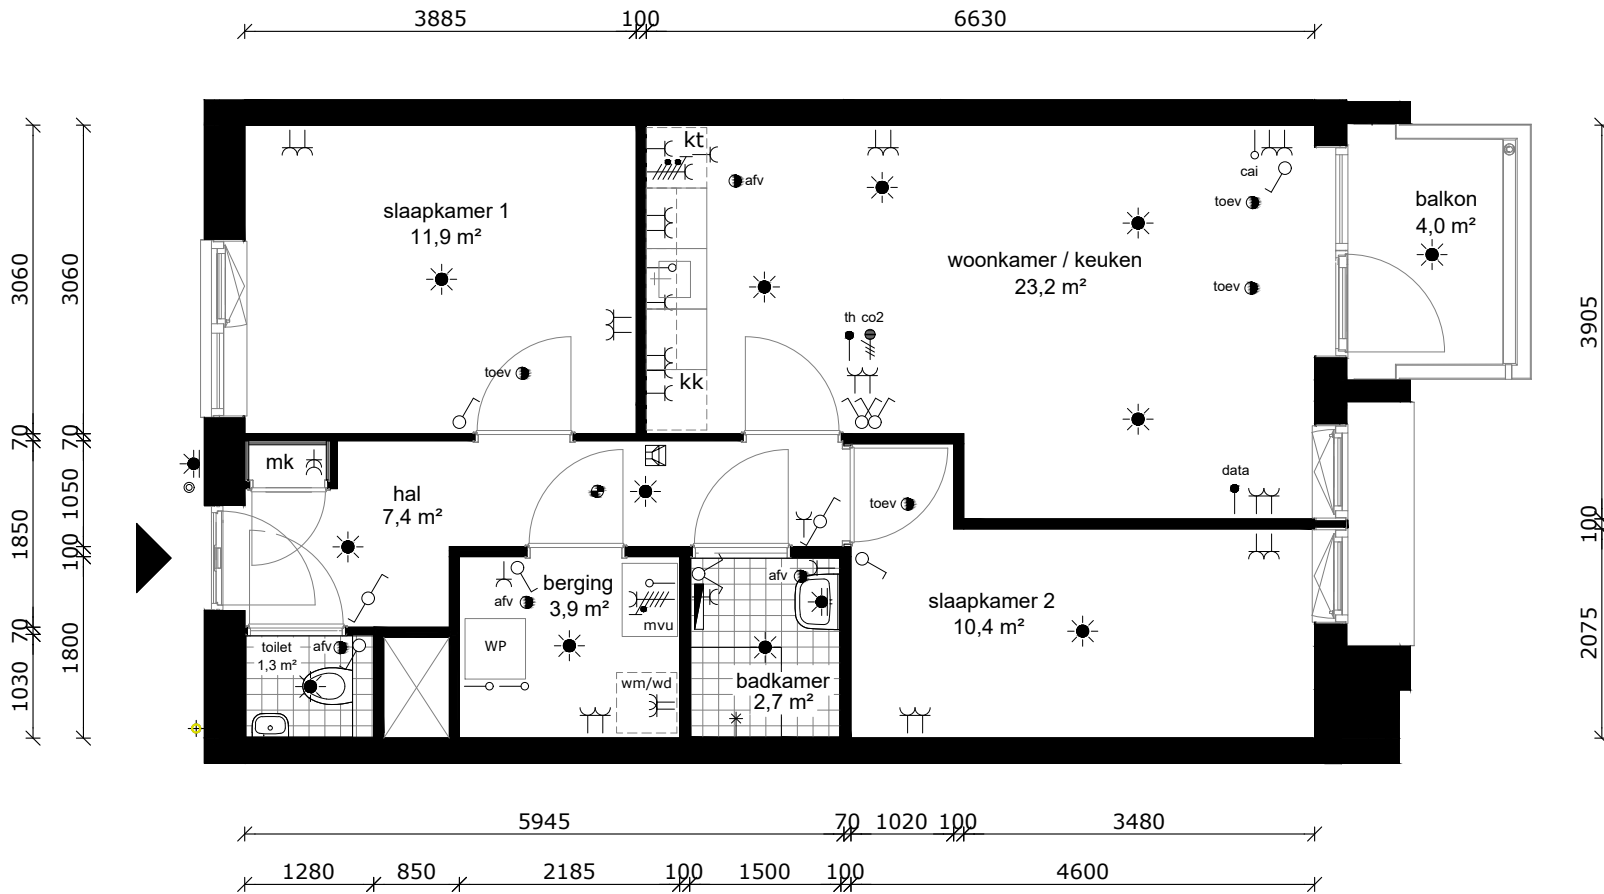 3885 100 6630
kt
afv
cai
toev
slaapkamer 1
11,9 m²
balkon
4,0 m²
woonkamer / keuken
23,2 m²
toev
th co2
toev
kk
3060
3060
3905
70
70
mk
hal
7,4 m²
toev
data
1850
1050
100
100
berging
3,9 m²
afv
mvu
WP
wm/wd
afv
badkamer
2,7 m²
slaapkamer 2
10,4 m²
toilet
1,3 m²
afv
70
1030
1800
2075
5945 70 1020 100 3480
1280 850 2185 100 1500 100 4600